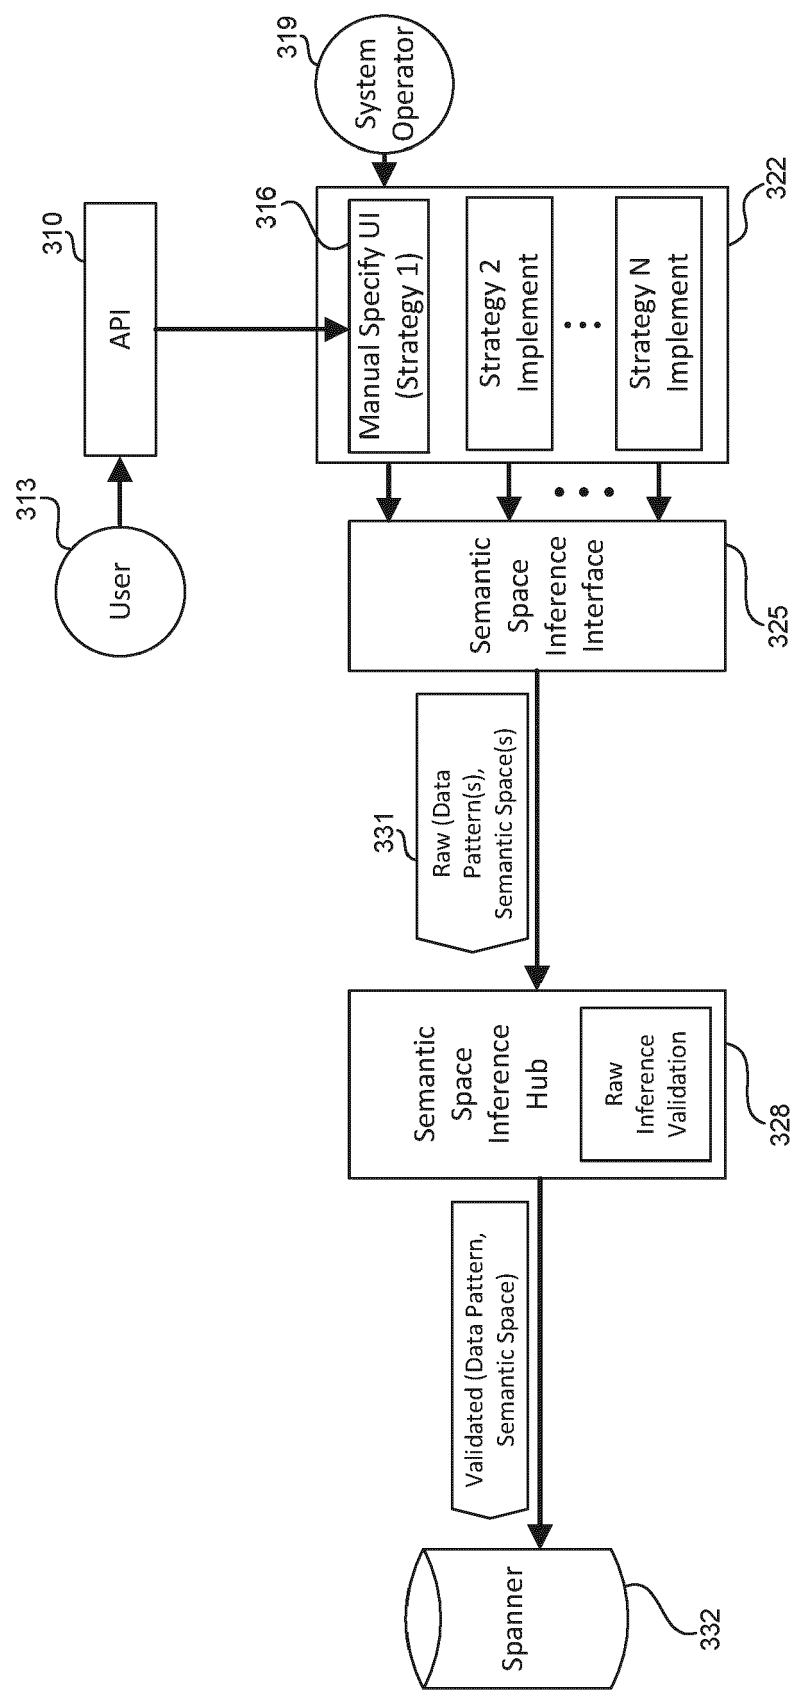 313
User
310
API
319
System
Operator
316
Manual Specify UI
(Strategy 1)
Strategy 2
Implement
Strategy N
Implement
322
Semantic
Space
Inference
Interface
325
331
Raw (Data
Pattern(s),
Semantic Space(s)
Semantic
Space
Inference
Hub
Raw
Inference
Validation
328
Validated (Data Pattern,
Semantic Space)
Spanner
332